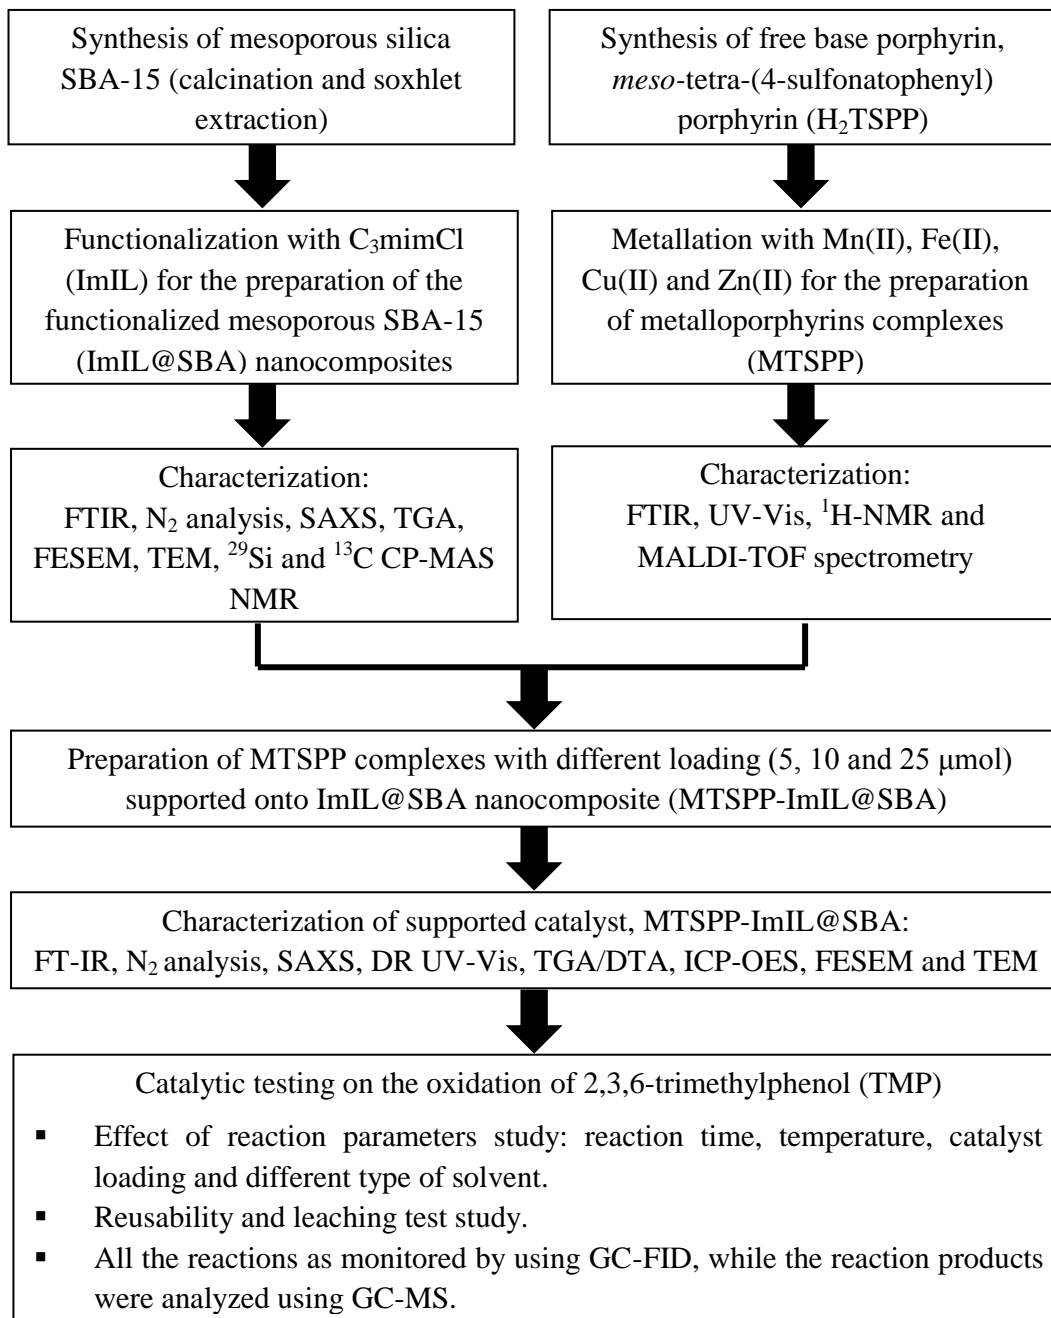 Synthesis of mesoporous silica
SBA-15 (calcination and soxhlet
extraction)
Synthesis of free base porphyrin,
meso-tetra-(4-sulfonatophenyl)
porphyrin (H₂TSPP)
Functionalization with C₃mimCl
(ImIL) for the preparation of the
functionalized mesoporous SBA-15
(ImIL@SBA) nanocomposites
Metallation with Mn(II), Fe(II),
Cu(II) and Zn(II) for the preparation
of metalloporphyrins complexes
(MTSPP)
Characterization:
FTIR, N₂ analysis, SAXS, TGA,
FESEM, TEM, ²⁹Si and ¹³C CP-MAS
NMR
Characterization:
FTIR, UV-Vis, ¹H-NMR and
MALDI-TOF spectrometry
Preparation of MTSPP complexes with different loading (5, 10 and 25 μmol)
supported onto ImIL@SBA nanocomposite (MTSPP-ImIL@SBA)
Characterization of supported catalyst, MTSPP-ImIL@SBA:
FT-IR, N₂ analysis, SAXS, DR UV-Vis, TGA/DTA, ICP-OES, FESEM and TEM
Catalytic testing on the oxidation of 2,3,6-trimethylphenol (TMP)
▪ Effect of reaction parameters study: reaction time, temperature, catalyst
loading and different type of solvent.
▪ Reusability and leaching test study.
▪ All the reactions as monitored by using GC-FID, while the reaction products
were analyzed using GC-MS.